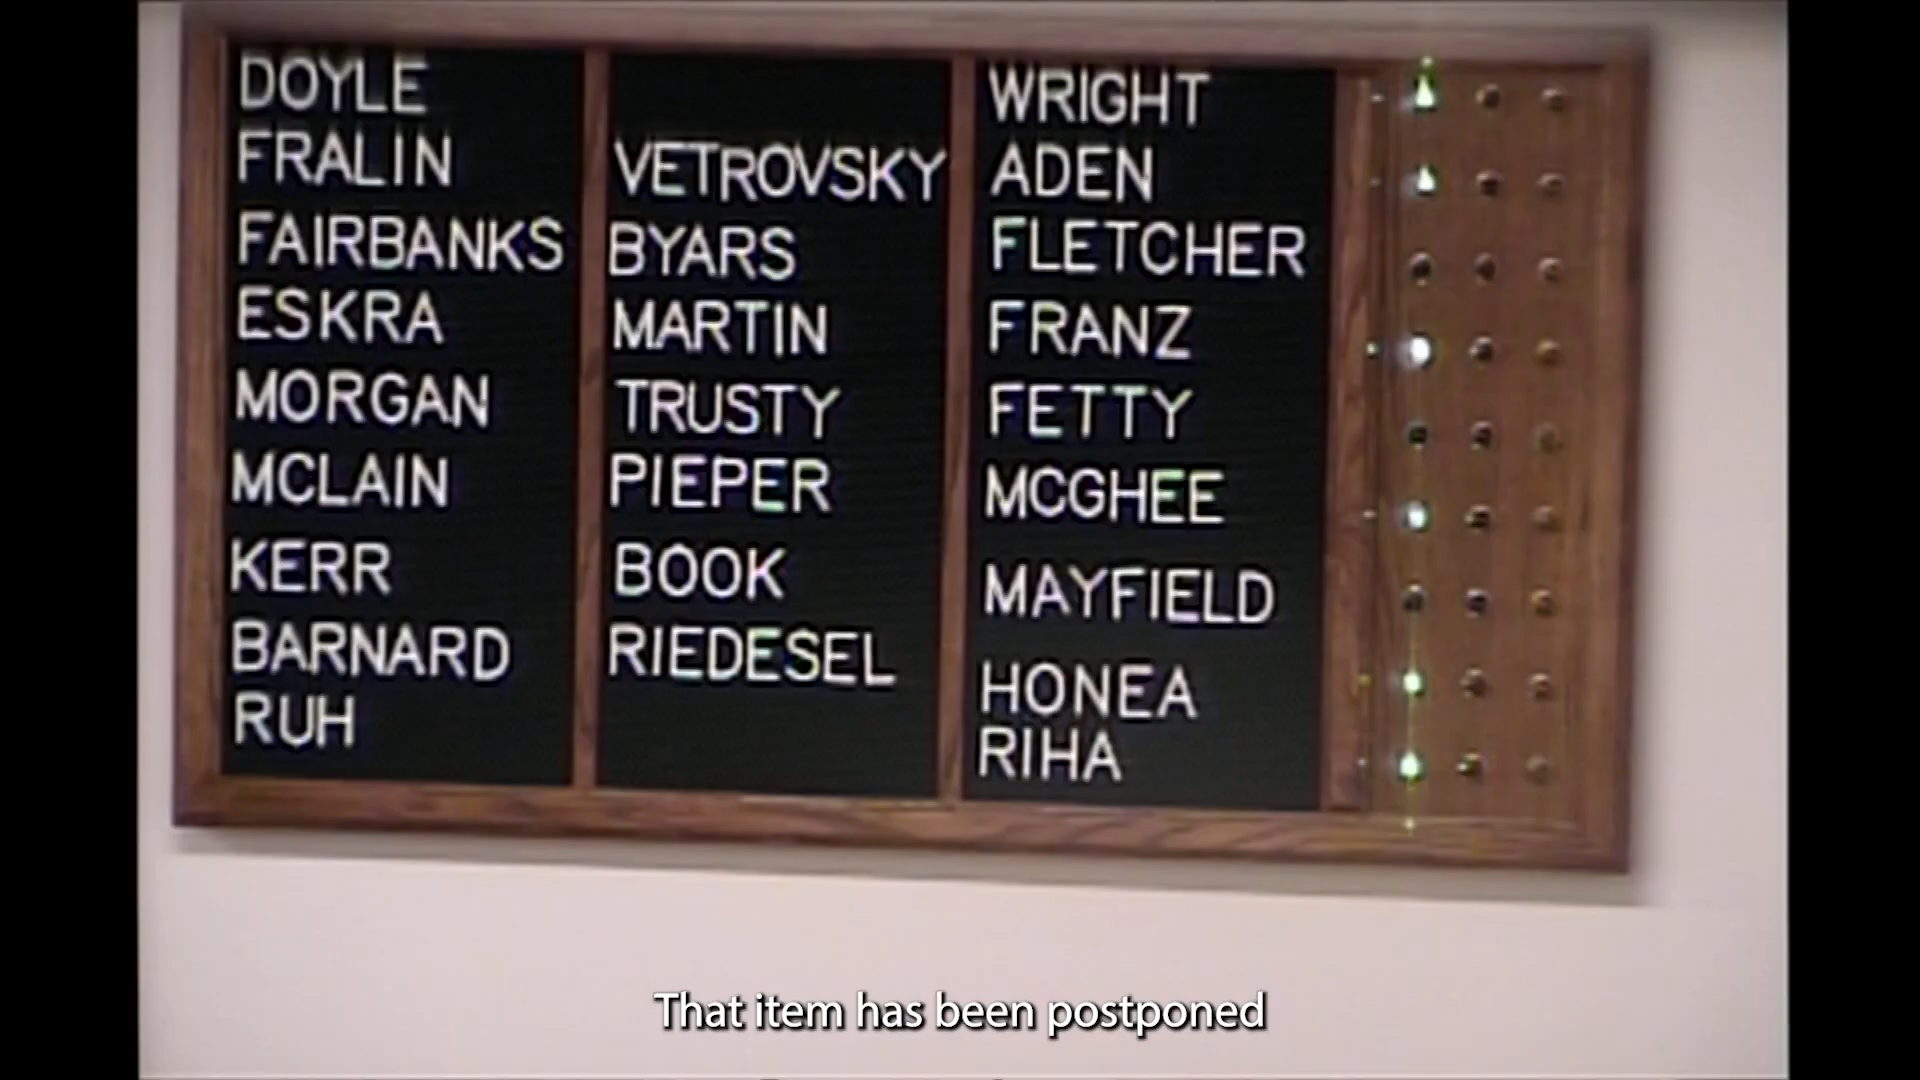 DOYLE
FRALIN
FAIRBANKS
ESKRA
MORGAN
MCLAIN
KERR
BARNARD
RUH
VETROVSKY
BYARS
MARTIN
TRUSTY
PIEPER
BOOK
RIEDESEL
WRIGHT
ADEN
FLETCHER
FRANZ
FETTY
MCGHEE
MAYFIELD
HONEA
RIHA
That item has been postponed